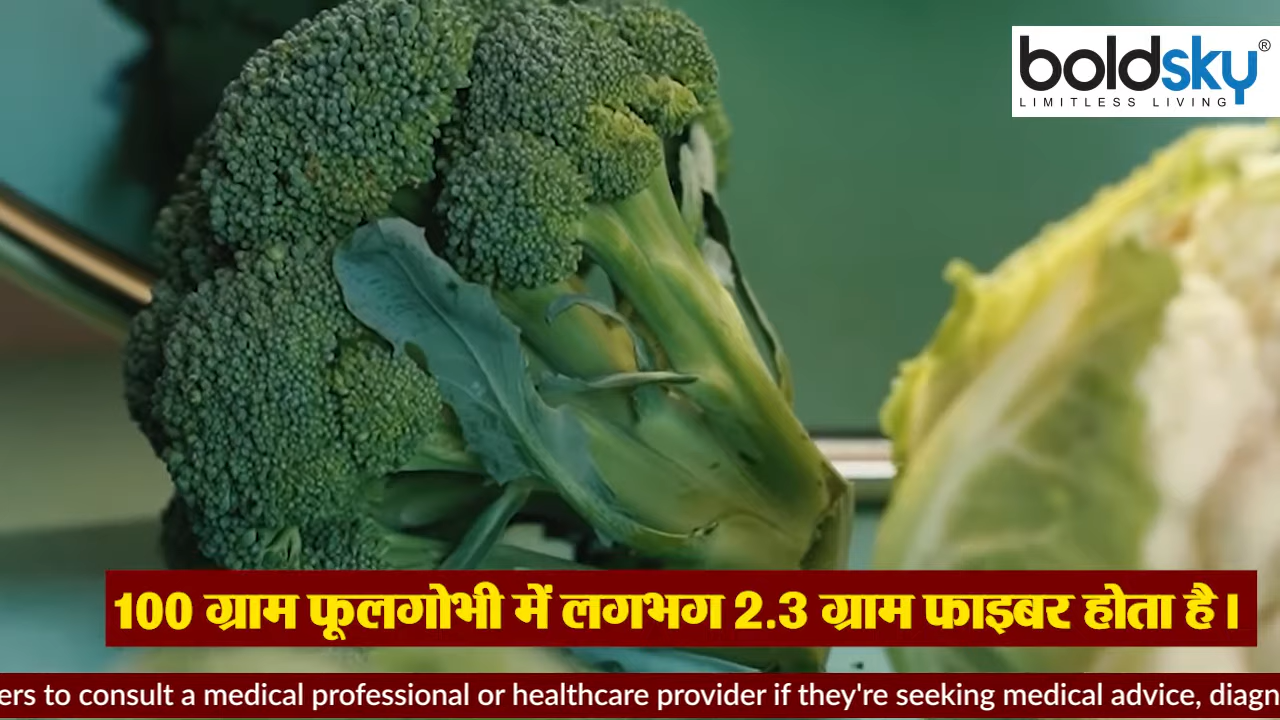 boldsky®
LIMITLESS LIVING
100 ग्राम फूलगोभी में लगभग 2.3 ग्राम फाइबर होता है।
ers to consult a medical professional or healthcare provider if they're seeking medical advice, diagn